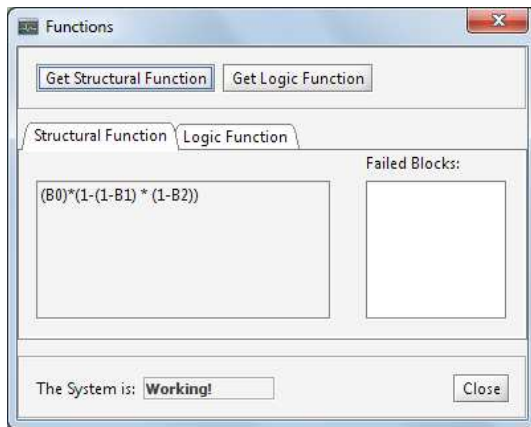 Functions
Get Structural Function Get Logic Function
Structural Function Logic Function
Failed Blocks:
(B0)*(1-(1-B1) * (1-B2))
The System is: Working! Close